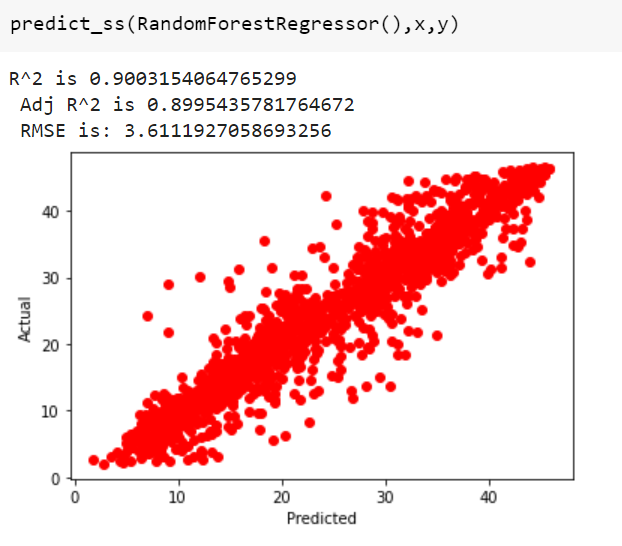 predict_ss(RandomForestRegressor(),x,y)
R^2 is 0.9003154064765299
Adj R^2 is 0.8995435781764672
RMSE is: 3.6111927058693256
40
30
20
10
0
Actual
0 10 20 30 40
Predicted